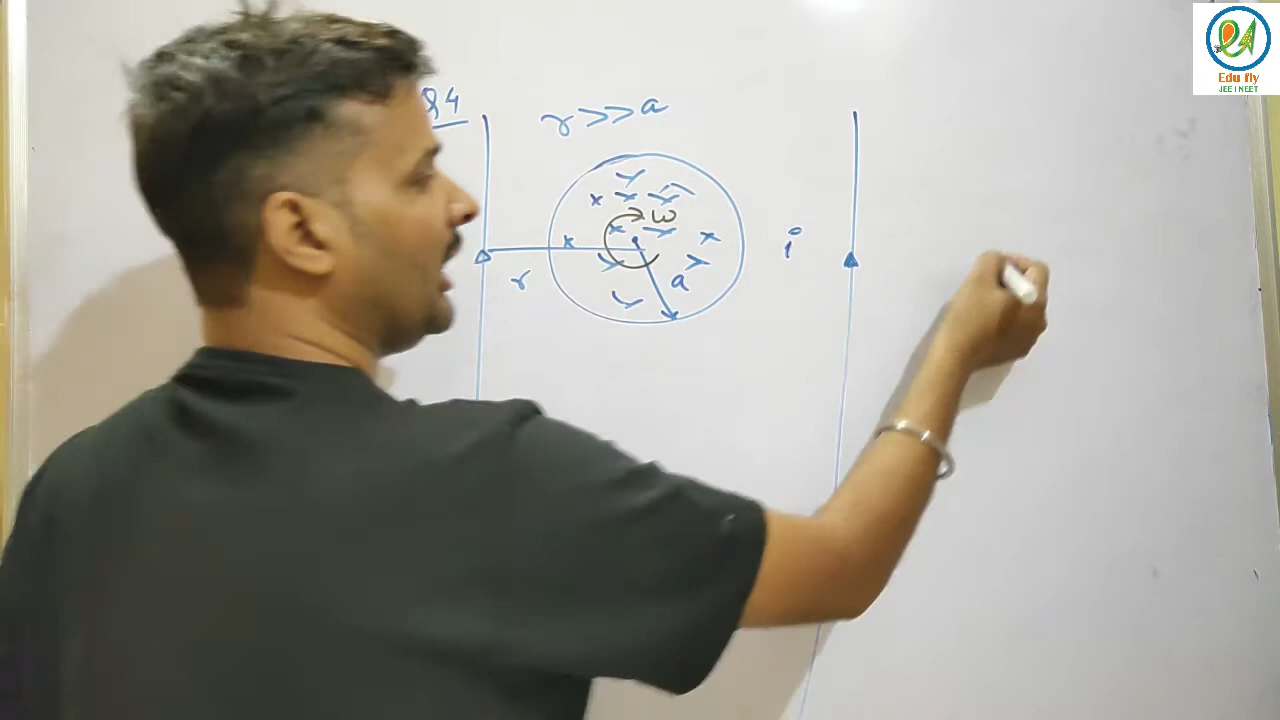 84
r >> a
ω
r
a
i
Edu fly
JEE I NEET